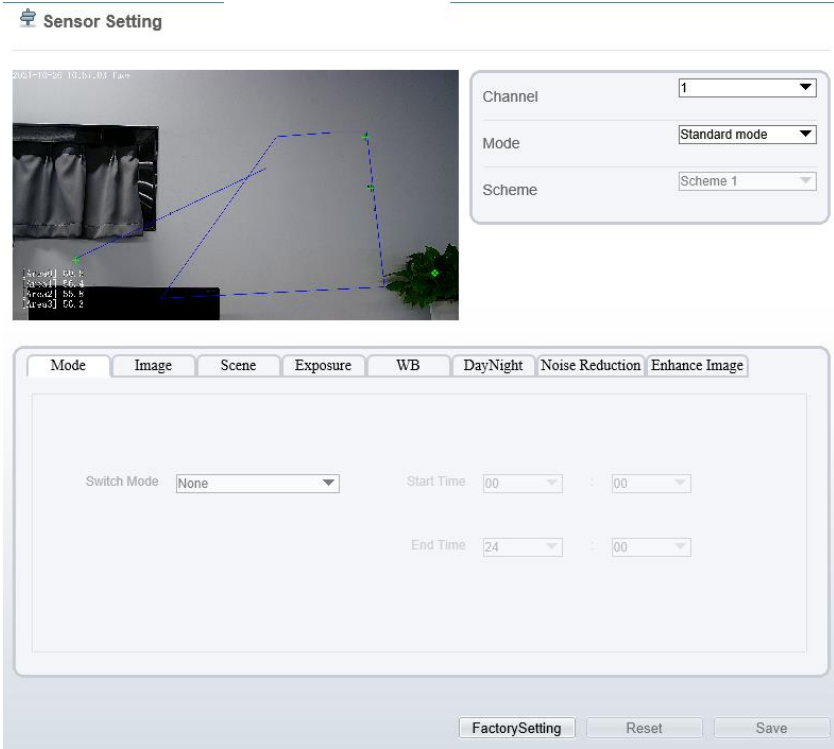 Sensor Setting
Channel
1
Mode
Standard mode
Scheme
Scheme 1
Mode Image Scene Exposure WB DayNight Noise Reduction Enhance Image
Switch Mode None Start Time 00 : 00
End Time 24 : 00
FactorySetting Reset Save